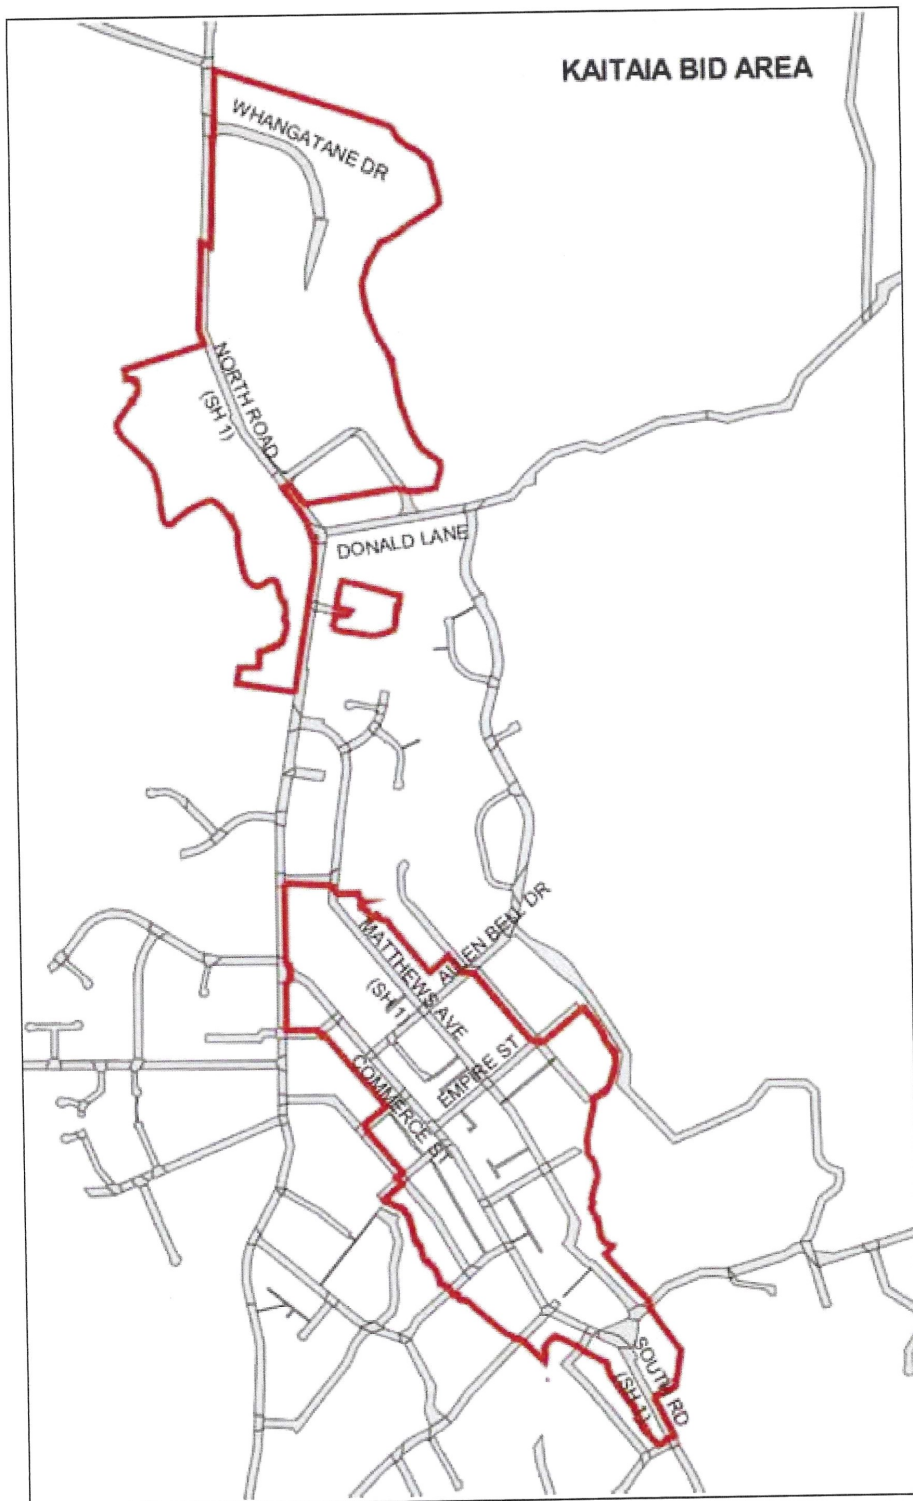 KAITAIA BID AREA
WHANGATANE DR
NORTH ROAD
(SH 1)
DONALD LANE
ALLEN BELL DR
MATTHEWS AVE
(SH 1)
EMPIRE ST
COMMERCE ST
SOUTH RD
(SH 1)